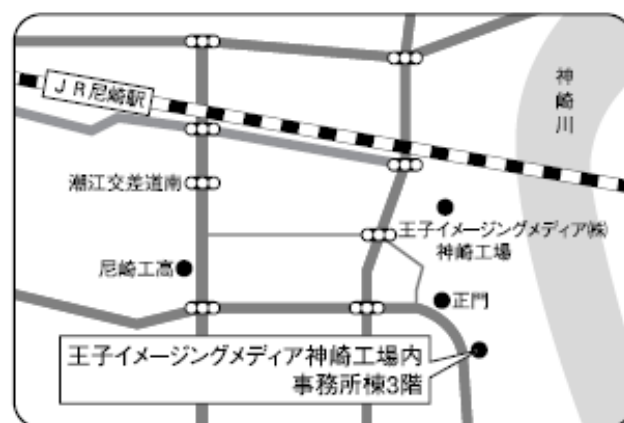 JR尼崎駅
神崎川
潮江交差道南
王子イメージングメディア㈱
神崎工場
尼崎工高
正門
王子イメージングメディア神崎工場内
事務所棟3階